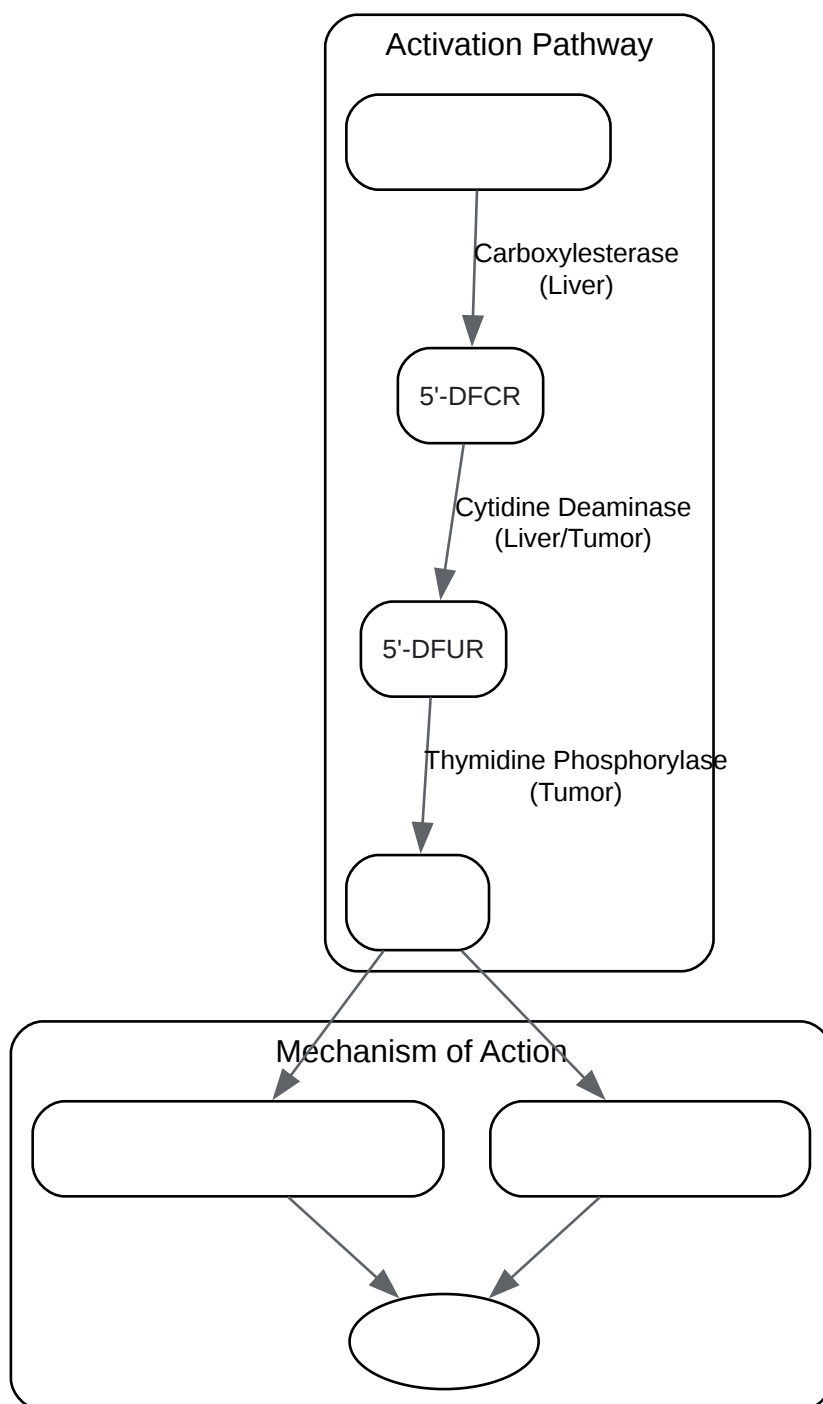 Activation Pathway
Carboxylesterase
(Liver)
5'-DFCR
Cytidine Deaminase
(Liver/Tumor)
5'-DFUR
Thymidine Phosphorylase
(Tumor)
Mechanism of Action